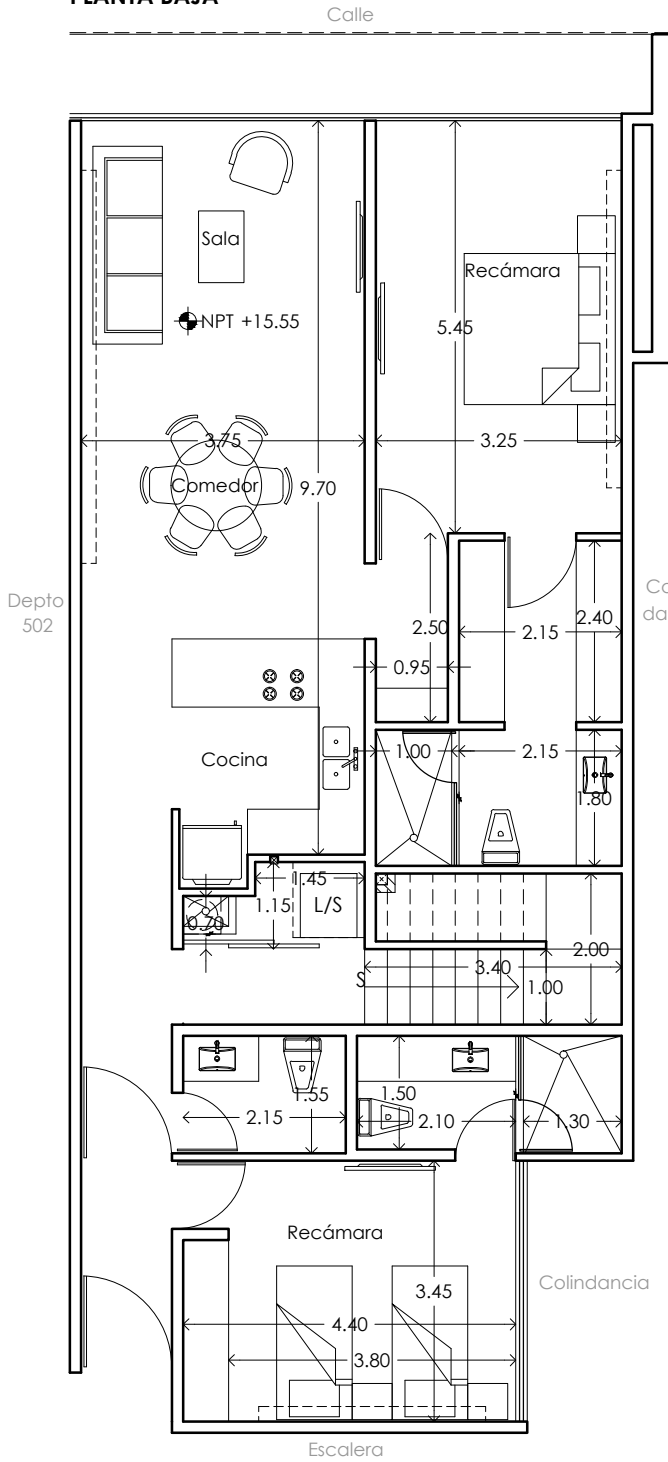 PLANTA BAJA
Calle
Sala
Recámara
NPT +15.55
5.45
3.75
3.25
Comedor
9.70
Depto
502
2.50
2.15
2.40
0.95
Cocina
1.00
2.15
1.80
1.45
1.15
L/S
0.70
2.00
3.40
S
1.00
1.55
1.50
2.15
2.10
1.30
Recámara
Colindancia
3.45
4.40
3.80
Escalera